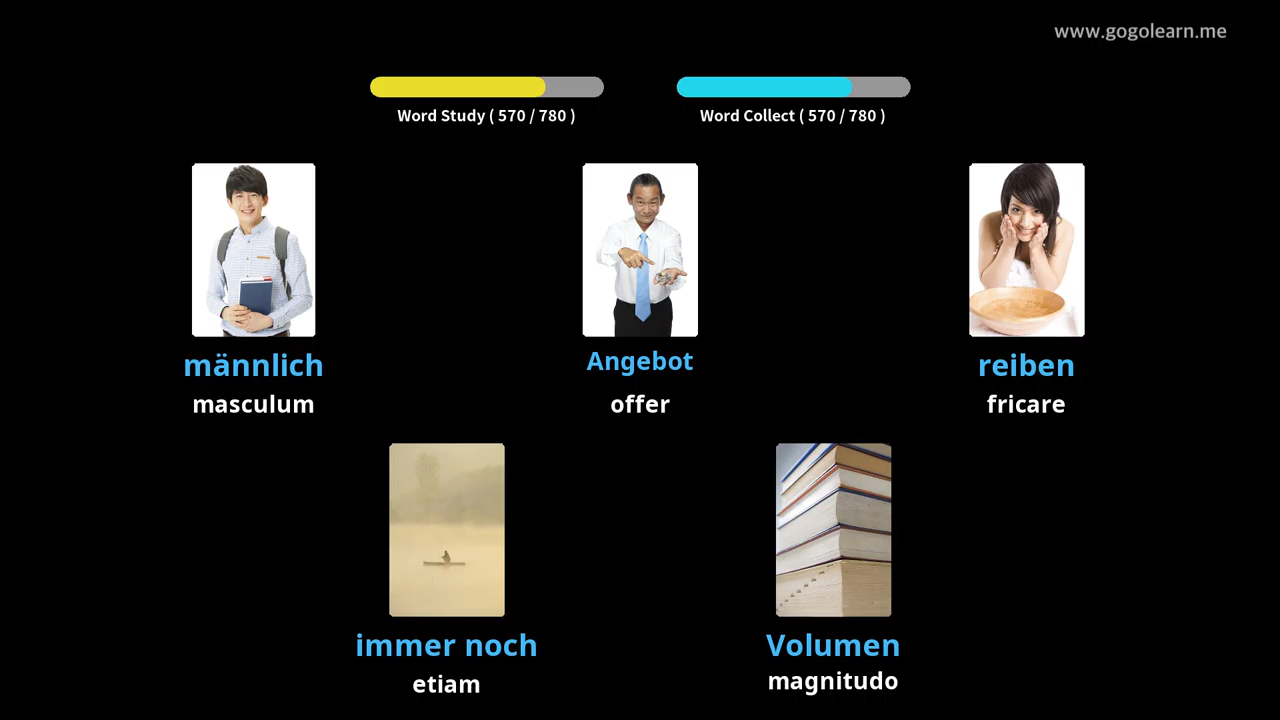 www.gogolearn.me
Word Study ( 570 / 780 )
Word Collect ( 570 / 780 )
männlich
masculum
Angebot
offer
reiben
fricare
immer noch
etiam
Volumen
magnitudo